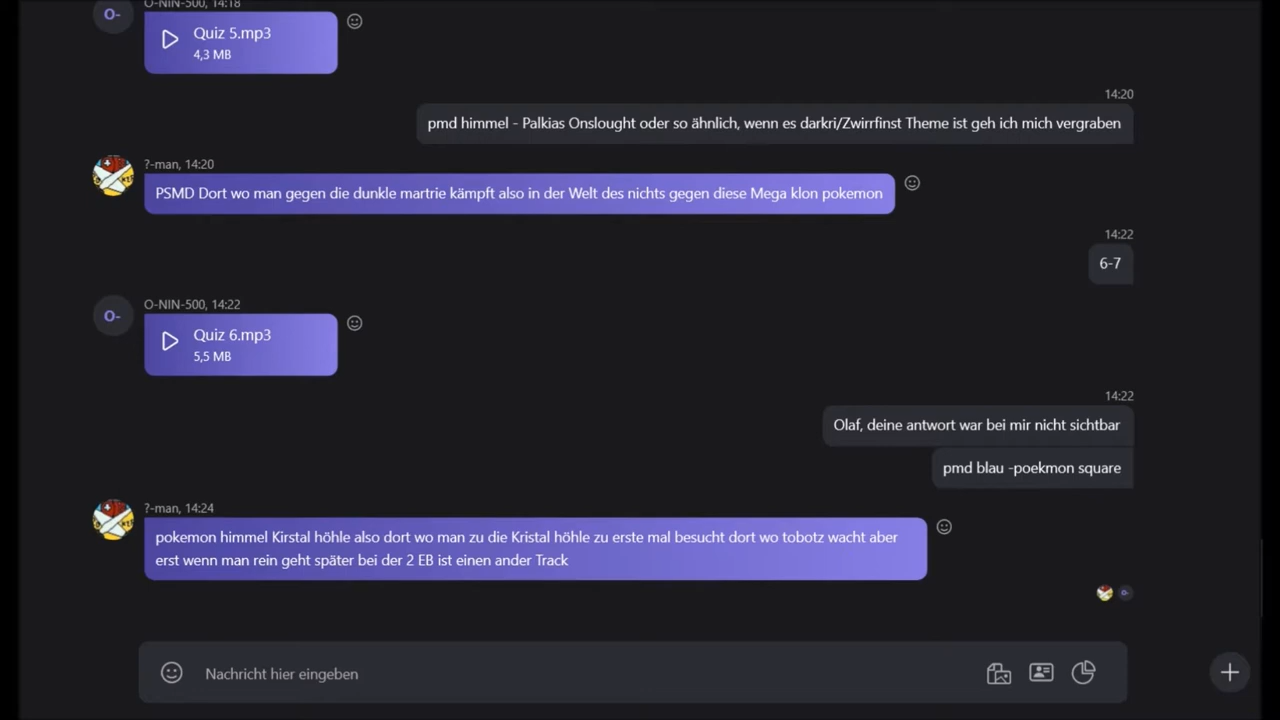 O-
O-NIN-500, 14:18
Quiz 5.mp3
4,3 MB
14:20
pmd himmel - Palkias Onslought oder so ähnlich, wenn es darkri/Zwirrfinst Theme ist geh ich mich vergraben
?-man, 14:20
PSMD Dort wo man gegen die dunkle martrie kämpft also in der Welt des nichts gegen diese Mega klon pokemon
14:22
6-7
O-
O-NIN-500, 14:22
Quiz 6.mp3
5,5 MB
14:22
Olaf, deine antwort war bei mir nicht sichtbar
pmd blau -poekmon square
?-man, 14:24
pokemon himmel Kirstal höhle also dort wo man zu die Kristal höhle zu erste mal besucht dort wo tobotz wacht aber
erst wenn man rein geht später bei der 2 EB ist einen ander Track
O-
Nachricht hier eingeben